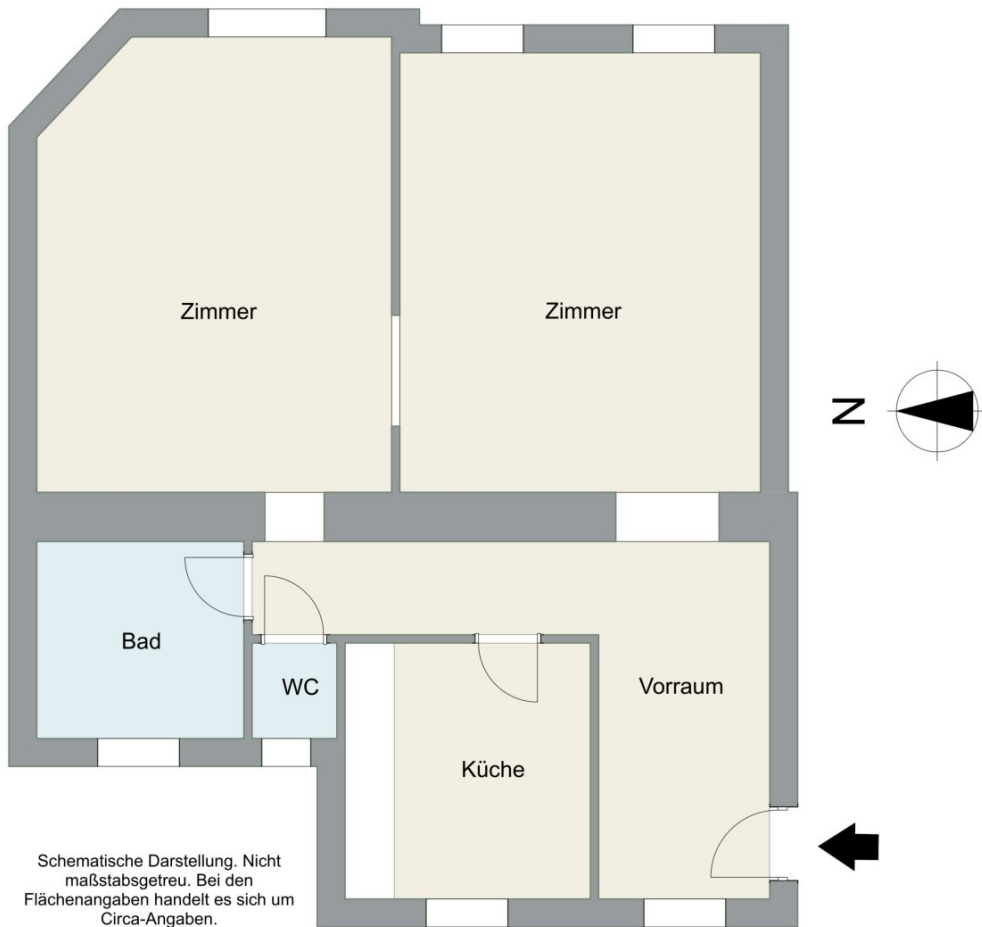 Zimmer
Zimmer
N
Bad
WC
Vorraum
Küche
Schematische Darstellung. Nicht
maßstabsgetreu. Bei den
Flächenangaben handelt es sich um
Circa-Angaben.